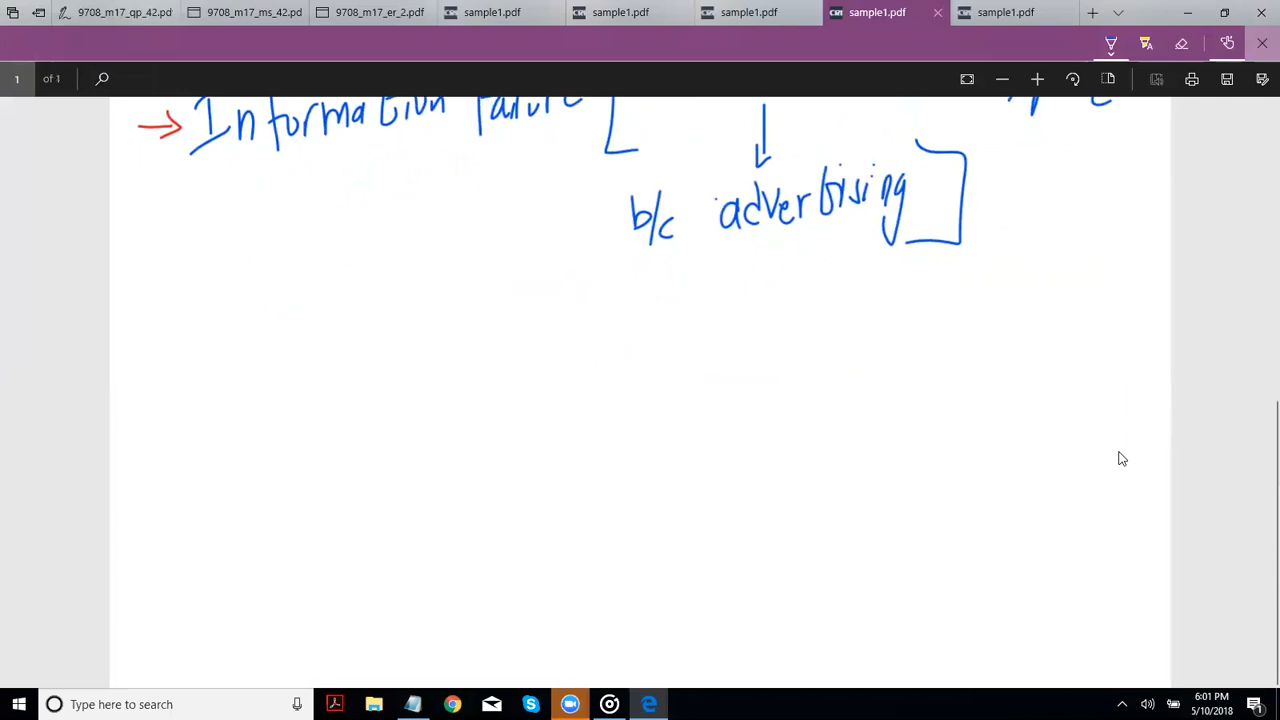 9708_m17_qp_42.pd 9708_m17_ms_42.pd 9708_m17_er_2.pdf sample1.pdf sample1.pdf sample1.pdf sample1.pdf sample1.pdf
1 of 1
Information failure
b/c advertising
Type here to search
6:01 PM
5/10/2018